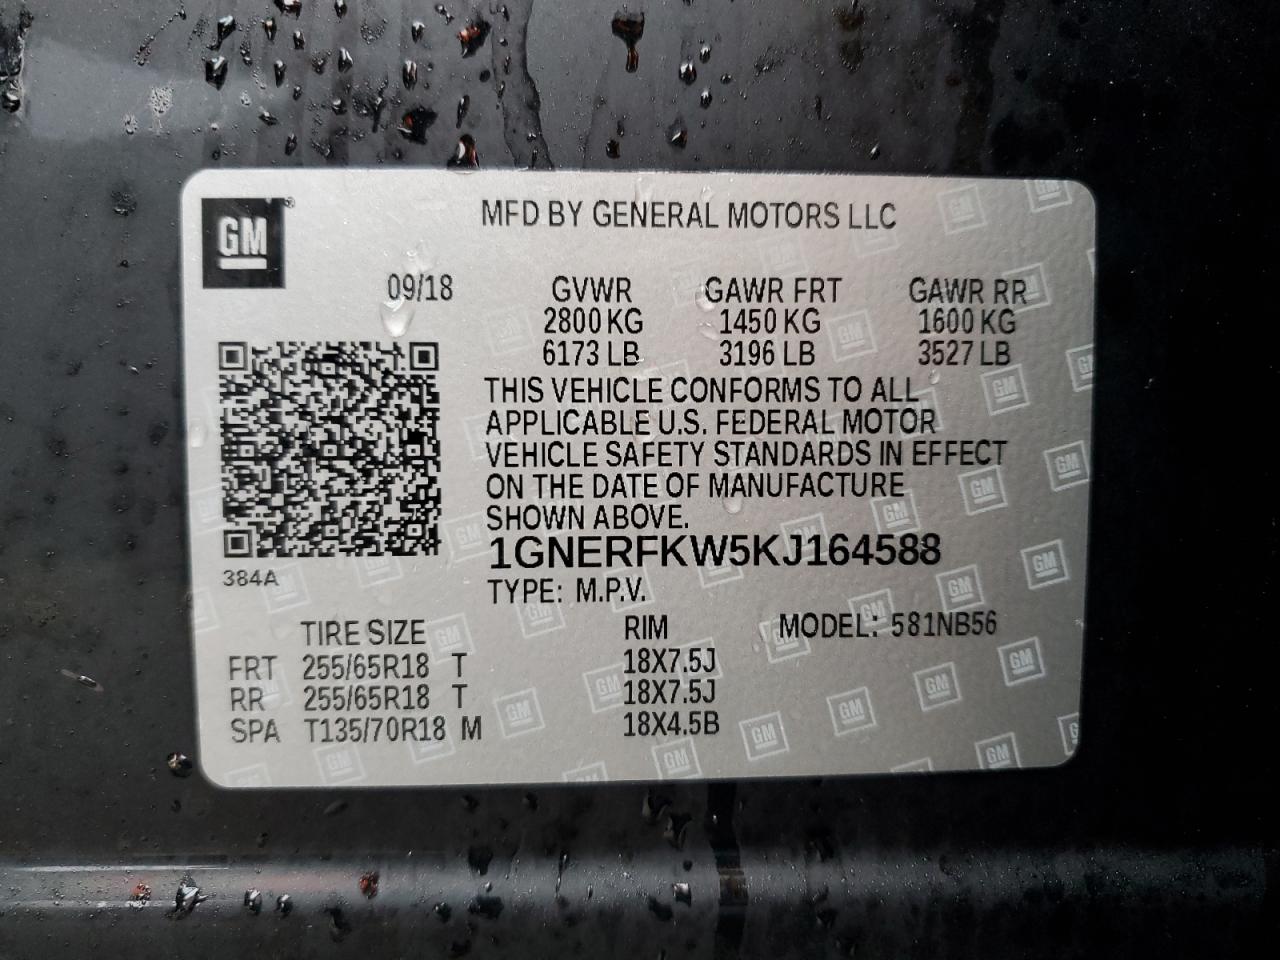 GM
MFD BY GENERAL MOTORS LLC
09/18 GVWR GAWR FRT GAWR RR
2800 KG 1450 KG 1600 KG
6173 LB 3196 LB 3527 LB
THIS VEHICLE CONFORMS TO ALL
APPLICABLE U.S. FEDERAL MOTOR
VEHICLE SAFETY STANDARDS IN EFFECT
ON THE DATE OF MANUFACTURE
SHOWN ABOVE.
1GNERFKW5KJ164588
384A
TYPE: M.P.V.
TIRE SIZE RIM MODEL: 581NB56
FRT 255/65R18 T 18X7.5J
RR 255/65R18 T 18X7.5J
SPA T135/70R18 M 18X4.5B